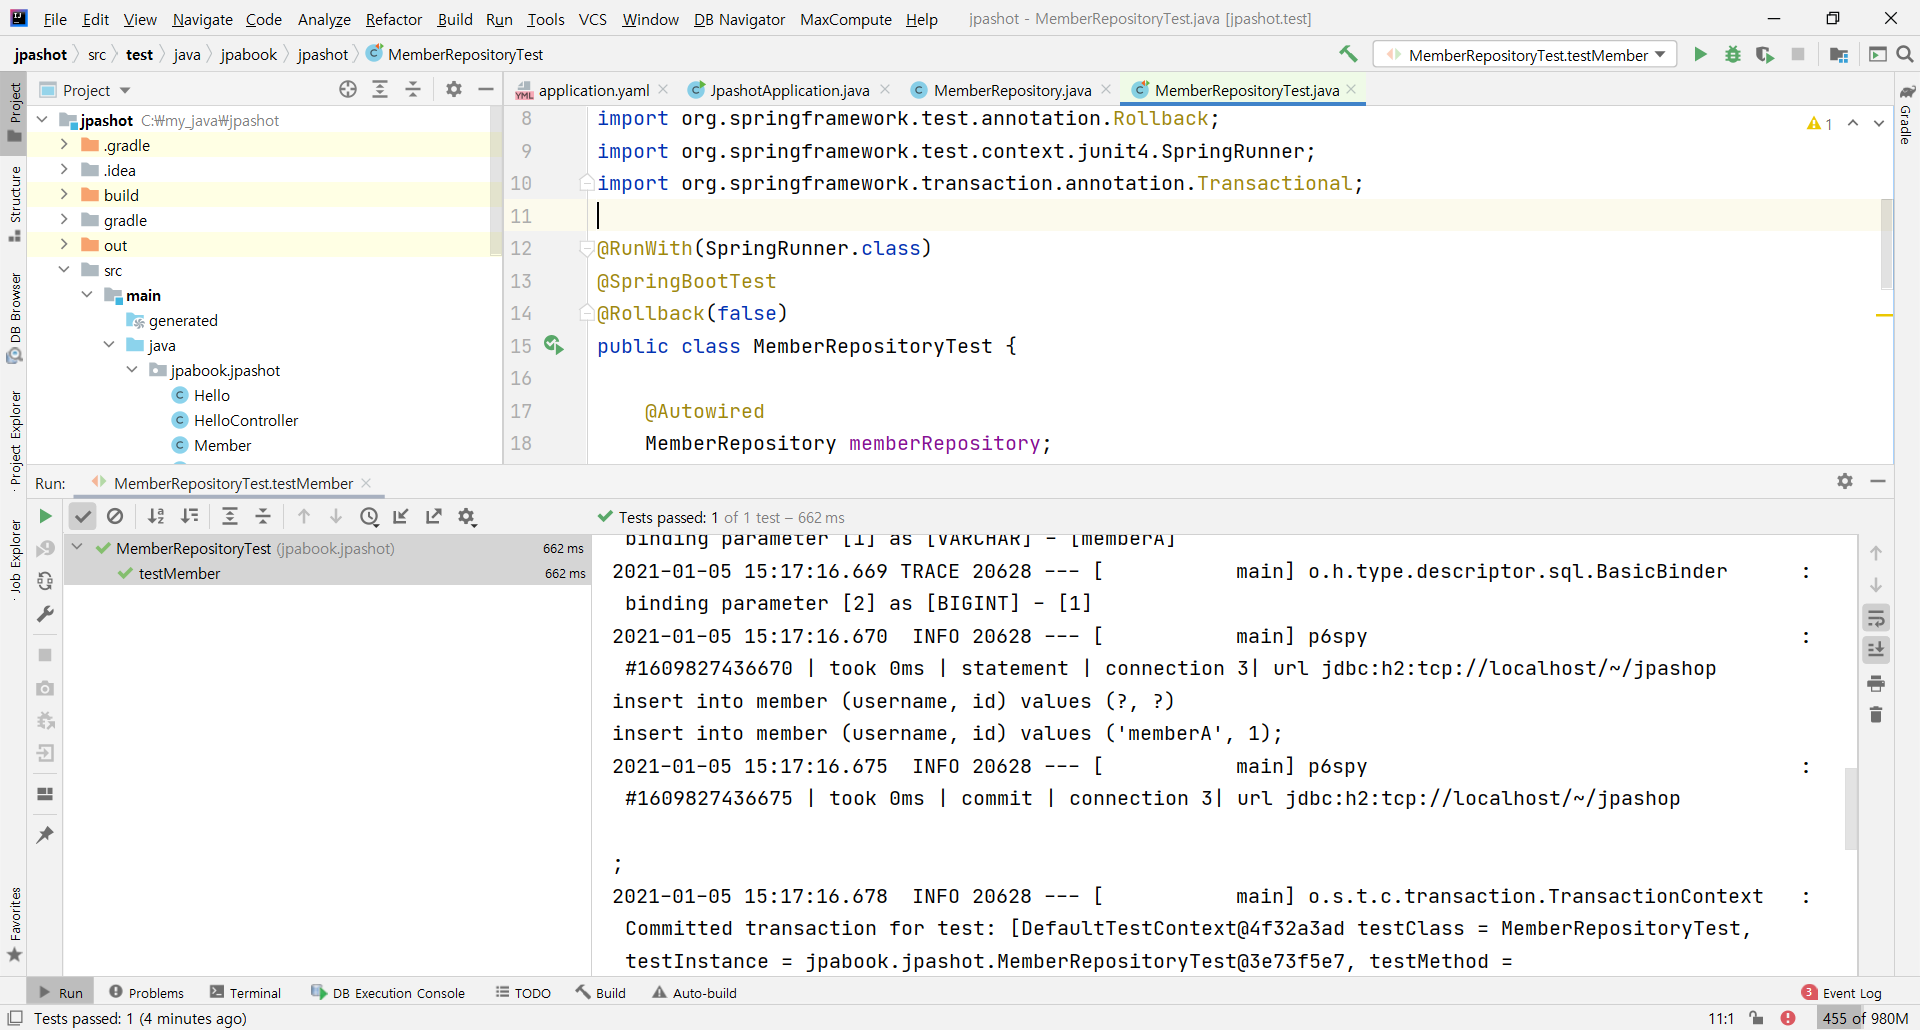 File Edit View Navigate Code Analyze Refactor Build Run Tools VCS Window DB Navigator MaxCompute Help jpashot - MemberRepositoryTest.java [jpashot.test]
jpashot src test java jpabook jpashot MemberRepositoryTest MemberRepositoryTest.testMember
Project application.yaml JpashotApplication.java MemberRepository.java MemberRepositoryTest.java
Project
Structure
DB Browser
Project Explorer
Job Explorer
Favorites
Gradle
jpashot C:₩my_java₩jpashot
.gradle
.idea
build
gradle
out
src
main
generated
java
jpabook.jpashot
Hello
HelloController
Member
1
8 import org.springframework.test.annotation.Rollback;
9 import org.springframework.test.context.junit4.SpringRunner;
10 import org.springframework.transaction.annotation.Transactional;
11
12 @RunWith(SpringRunner.class)
13 @SpringBootTest
14 @Rollback(false)
15 public class MemberRepositoryTest {
16
17 @Autowired
18 MemberRepository memberRepository;
Run: MemberRepositoryTest.testMember
Tests passed: 1 of 1 test – 662 ms
MemberRepositoryTest (jpabook.jpashot) 662 ms
testMember 662 ms
binding parameter [1] as [VARCHAR] - [memberA]
2021-01-05 15:17:16.669 TRACE 20628 --- [ main] o.h.type.descriptor.sql.BasicBinder :
binding parameter [2] as [BIGINT] - [1]
2021-01-05 15:17:16.670 INFO 20628 --- [ main] p6spy :
#1609827436670 | took 0ms | statement | connection 3| url jdbc:h2:tcp://localhost/~/jpashop
insert into member (username, id) values (?, ?)
insert into member (username, id) values ('memberA', 1);
2021-01-05 15:17:16.675 INFO 20628 --- [ main] p6spy :
#1609827436675 | took 0ms | commit | connection 3| url jdbc:h2:tcp://localhost/~/jpashop
;
2021-01-05 15:17:16.678 INFO 20628 --- [ main] o.s.t.c.transaction.TransactionContext :
Committed transaction for test: [DefaultTestContext@4f32a3ad testClass = MemberRepositoryTest,
testInstance = jpabook.jpashot.MemberRepositoryTest@3e73f5e7, testMethod =
Run Problems Terminal DB Execution Console TODO Build Auto-build 3 Event Log
Tests passed: 1 (4 minutes ago) 11:1 455 of 980M